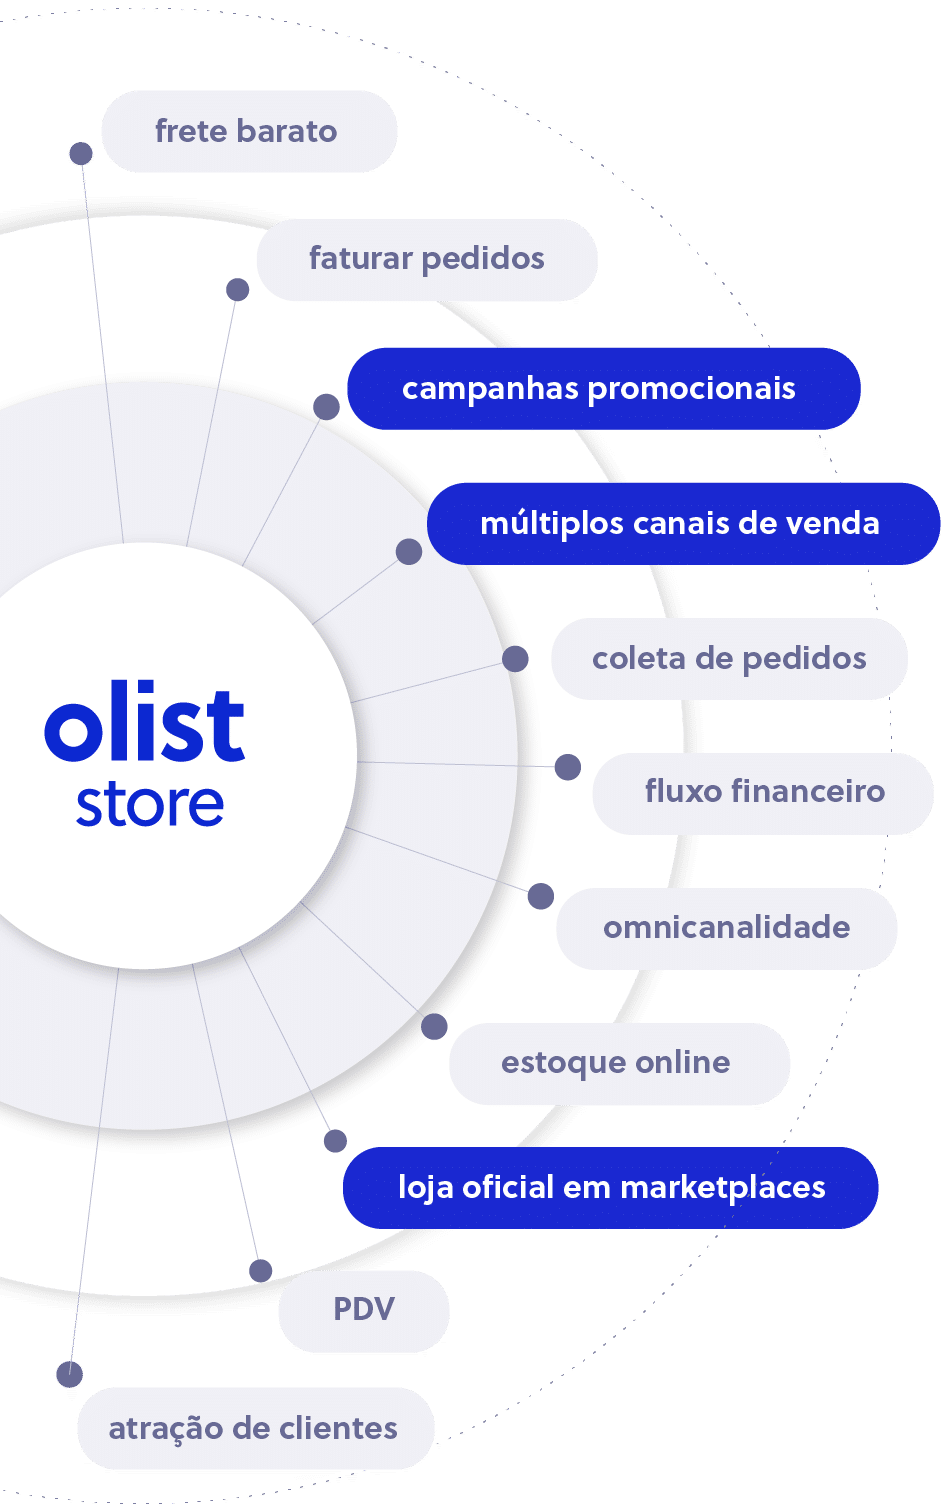 frete barato
faturar pedidos
campanhas promocionais
múltiplos canais de venda
coleta de pedidos
olist
store
fluxo financeiro
omnicanalidade
estoque online
loja oficial em marketplaces
PDV
atração de clientes